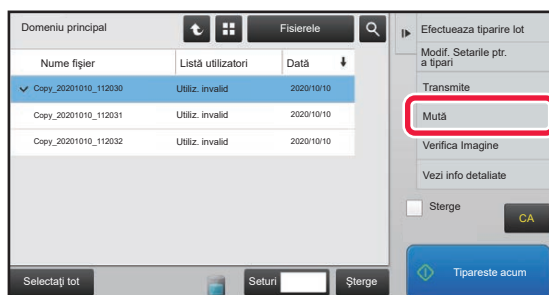 Domeniu principal
Fisierele
Nume fişier
Listă utilizatori
Dată
Copy_20201010_112030
Utiliz. invalid
2020/10/10
Copy_20201010_112031
Utiliz. invalid
2020/10/10
Copy_20201010_112032
Utiliz. invalid
2020/10/10
Selectaţi tot
Seturi
Şterge
Efectueaza tiparire lot
Modif. Setarile ptr.
a tipari
Transmite
Mută
Verifica Imagine
Vezi info detaliate
Sterge
CA
Tipareste acum